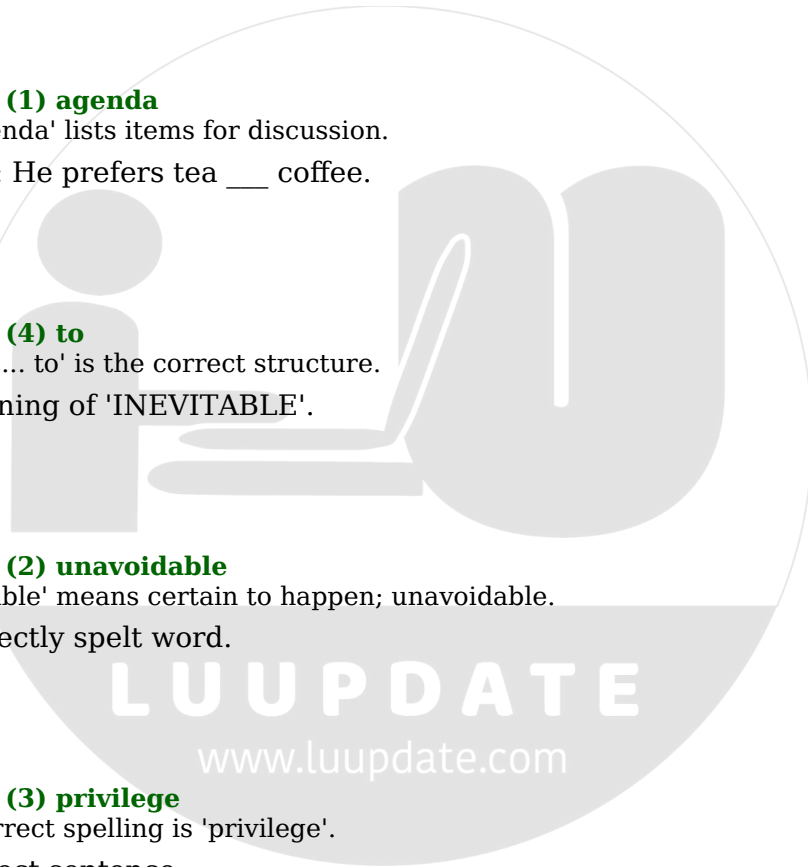 (1) agenda
nda' lists items for discussion.
: He prefers tea ___ coffee.
(4) to
... to' is the correct structure.
ning of 'INEVITABLE'.
(2) unavoidable
ble' means certain to happen; unavoidable.
ectly spelt word.
LUUPDATE
www.luupdate.com
(3) privilege
rrect spelling is 'privilege'.
ect sentence